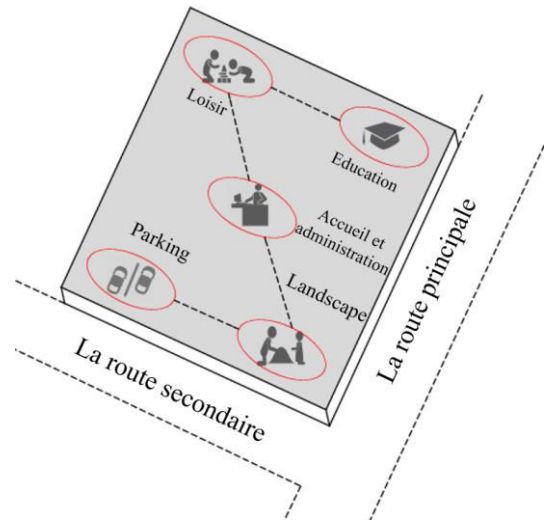 Loisir
Education
Accueil et
administration
Parking
Landscape
La route principale
La route secondaire